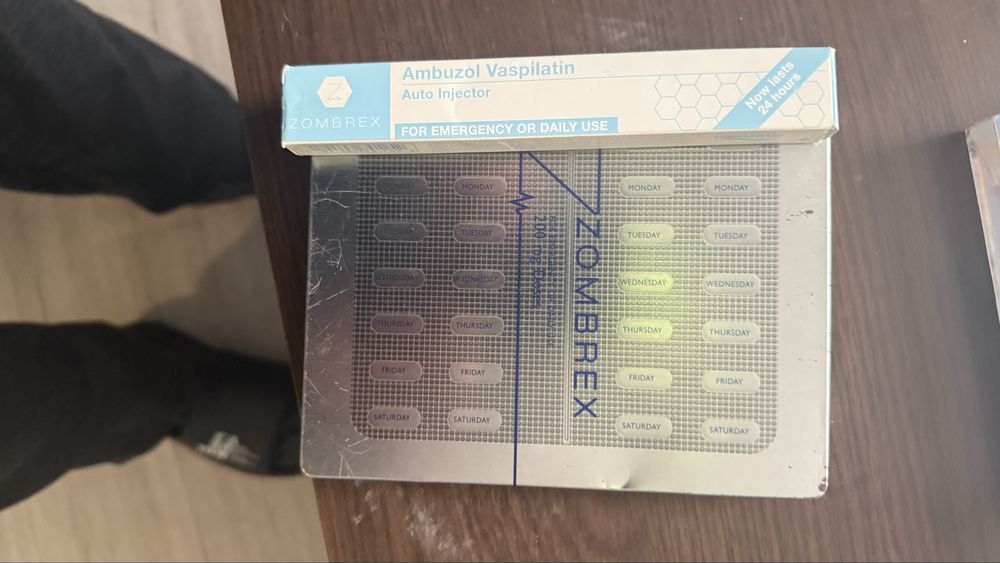 Z
ZOMBREX
Ambuzol Vaspilatin
Auto Injector
FOR EMERGENCY OR DAILY USE
Now lasts
24 hours
MONDAY MONDAY MONDAY MONDAY
TUESDAY TUESDAY TUESDAY TUESDAY
WEDNESDAY WEDNESDAY WEDNESDAY WEDNESDAY
THURSDAY THURSDAY THURSDAY THURSDAY
FRIDAY FRIDAY FRIDAY FRIDAY
SATURDAY SATURDAY SATURDAY SATURDAY
ZOMBREX
200 mg Doses